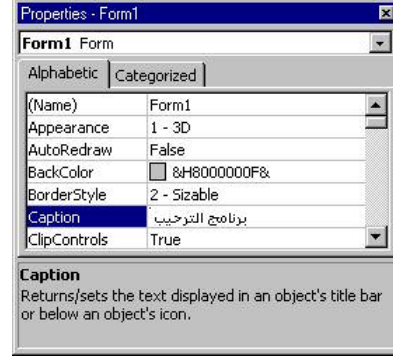 Properties - Form1
Form1 Form
Alphabetic Categorized
(Name) Form1
Appearance 1 - 3D
AutoRedraw False
BackColor &H8000000F&
BorderStyle 2 - Sizable
Caption برنامج الترحيب
ClipControls True
Caption
Returns/sets the text displayed in an object's title bar
or below an object's icon.